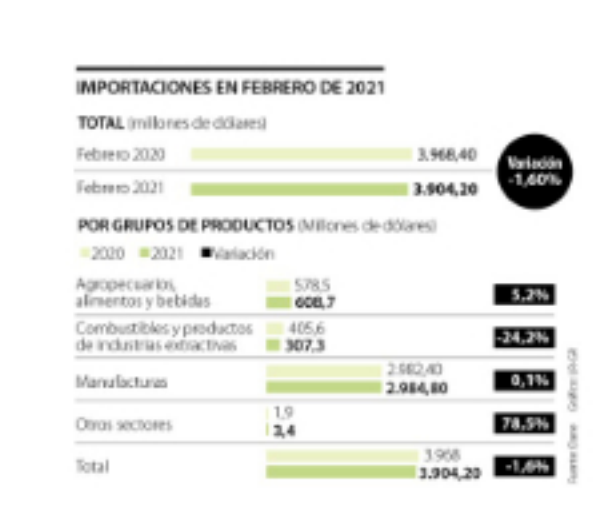 IMPORTACIONES EN FEBRERO DE 2021
TOTAL (millones de dólares)
Febrero 2020 3.968,40
Febrero 2021 3.904,20
Variación
-1,60%
POR GRUPOS DE PRODUCTOS (Millones de dólares)
2020 2021 Variación
Agropecuarios,
alimentos y bebidas
578,5
608,7
5,2%
Combustibles y productos
de industrias extractivas
405,6
307,3
-24,2%
Manufacturas
2.982,40
2.984,80
0,1%
Otros sectores
1,9
3,4
78,5%
Total
3.968
3.904,20
-1,6%
Fuente: Dane Gráfico: LR-GR